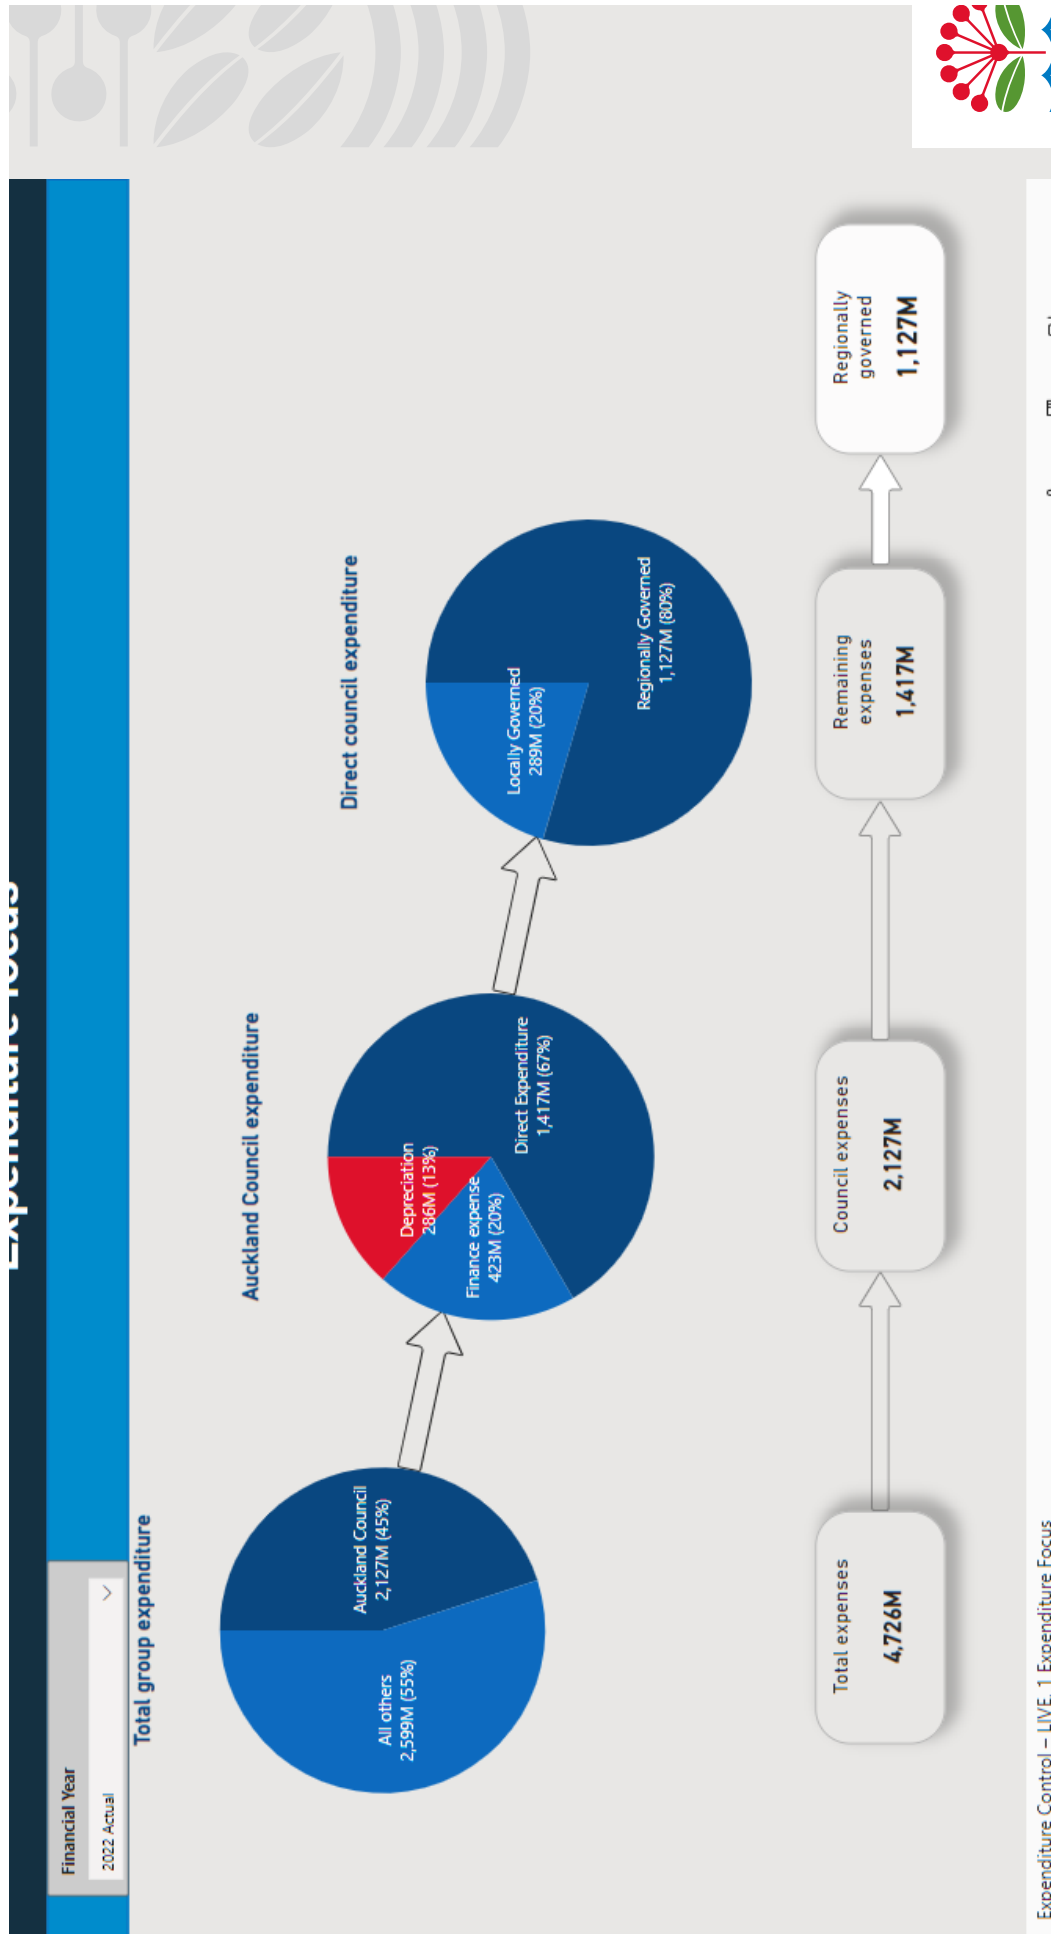 Expenditure focus
Financial Year
2022 Actual
Total group expenditure
All others
2,599M (55%)
Auckland Council
2,127M (45%)
Auckland Council expenditure
Depreciation
286M (13%)
Finance expense
423M (20%)
Direct Expenditure
1,417M (67%)
Direct council expenditure
Locally Governed
289M (20%)
Regionally Governed
1,127M (80%)
Total expenses
4,726M
Council expenses
2,127M
Remaining
expenses
1,417M
Regionally
governed
1,127M
Expenditure Control – LIVE, 1 Expenditure Focus